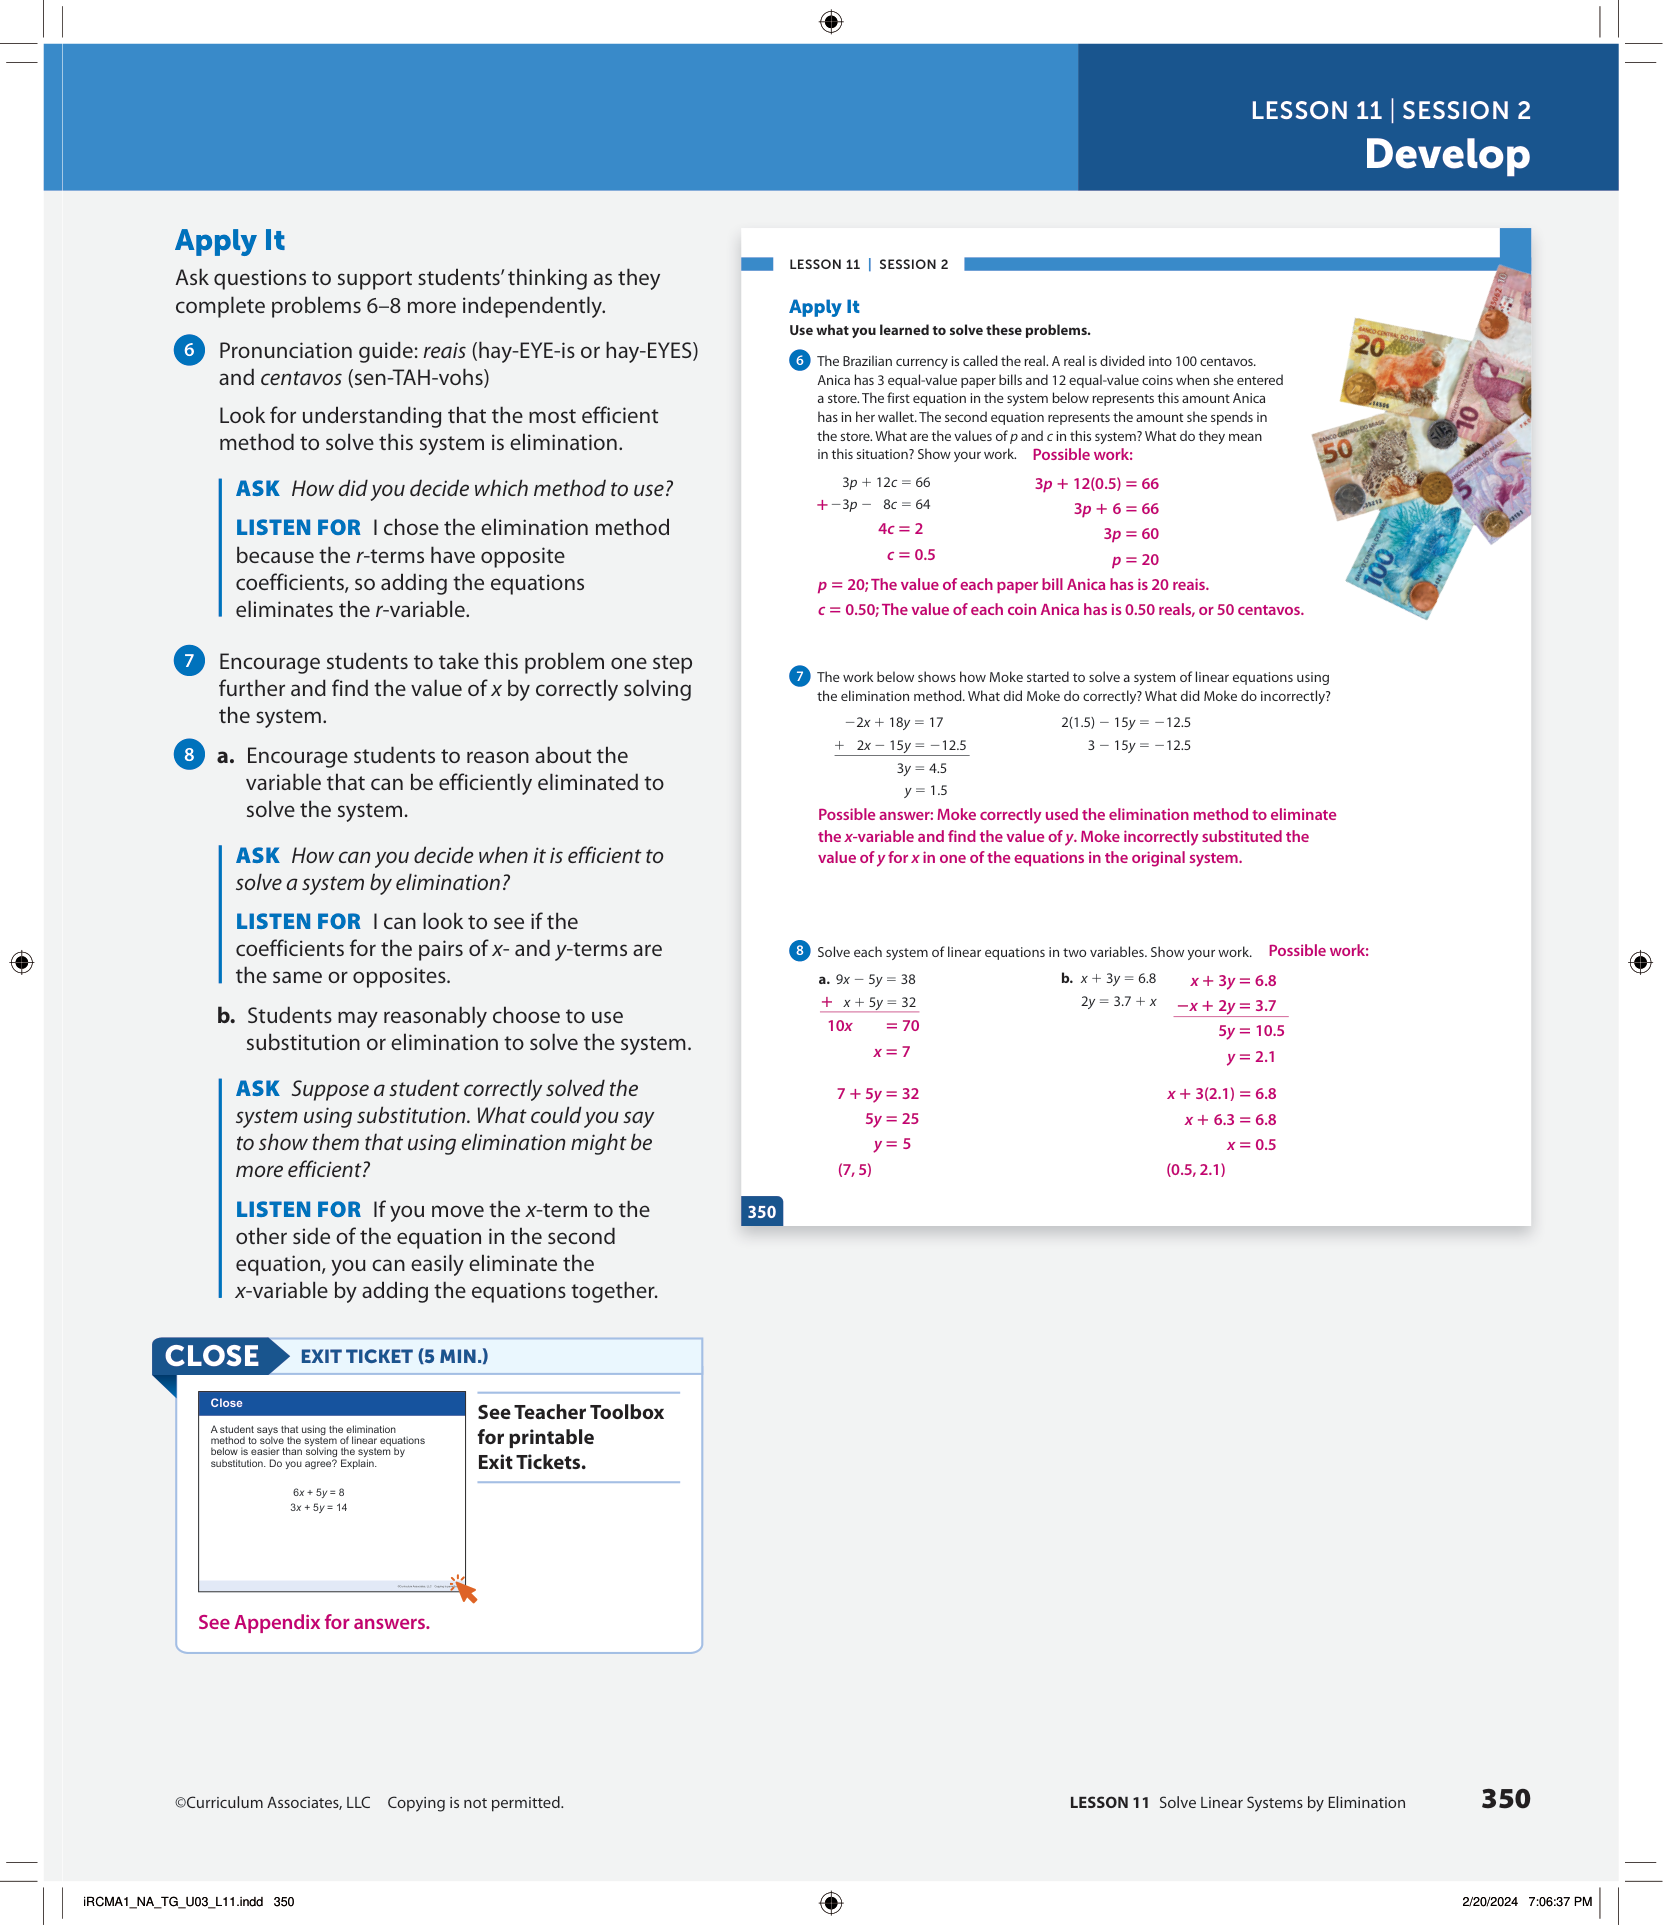 LESSON 11 | SESSION 2
Develop
Apply It
Ask questions to support students’ thinking as they
complete problems 6–8 more independently.
6 Pronunciation guide: reais (hay-EYE-is or hay-EYES)
and centavos (sen-TAH-vohs)
Look for understanding that the most efficient
method to solve this system is elimination.
ASK How did you decide which method to use?
LISTEN FOR I chose the elimination method
because the r-terms have opposite
coefficients, so adding the equations
eliminates the r-variable.
7 Encourage students to take this problem one step
further and find the value of x by correctly solving
the system.
8 a. Encourage students to reason about the
variable that can be efficiently eliminated to
solve the system.
ASK How can you decide when it is efficient to
solve a system by elimination?
LISTEN FOR I can look to see if the
coefficients for the pairs of x- and y-terms are
the same or opposites.
b. Students may reasonably choose to use
substitution or elimination to solve the system.
ASK Suppose a student correctly solved the
system using substitution. What could you say
to show them that using elimination might be
more efficient?
LISTEN FOR If you move the x-term to the
other side of the equation in the second
equation, you can easily eliminate the
x-variable by adding the equations together.
CLOSE EXIT TICKET (5 MIN.)
Close
A student says that using the elimination
method to solve the system of linear equations
below is easier than solving the system by
substitution. Do you agree? Explain.
6x + 5y = 8
3x + 5y = 14
See Teacher Toolbox
for printable
Exit Tickets.
See Appendix for answers.
LESSON 11 | SESSION 2
Apply It
Use what you learned to solve these problems.
6 The Brazilian currency is called the real. A real is divided into 100 centavos.
Anica has 3 equal-value paper bills and 12 equal-value coins when she entered
a store. The first equation in the system below represents this amount Anica
has in her wallet. The second equation represents the amount she spends in
the store. What are the values of p and c in this system? What do they mean
in this situation? Show your work. Possible work:
3p + 12c = 66 3p + 12(0.5) = 66
+ −3p − 8c = 64 3p + 6 = 66
4c = 2 3p = 60
c = 0.5 p = 20
p = 20; The value of each paper bill Anica has is 20 reais.
c = 0.50; The value of each coin Anica has is 0.50 reals, or 50 centavos.
BANCO CENTRAL DO BRASIL
20
10
50
5
100
7 The work below shows how Moke started to solve a system of linear equations using
the elimination method. What did Moke do correctly? What did Moke do incorrectly?
−2x + 18y = 17 2(1.5) − 15y = −12.5
+ 2x − 15y = −12.5 3 − 15y = −12.5
3y = 4.5
y = 1.5
Possible answer: Moke correctly used the elimination method to eliminate
the x-variable and find the value of y. Moke incorrectly substituted the
value of y for x in one of the equations in the original system.
8 Solve each system of linear equations in two variables. Show your work. Possible work:
a. 9x − 5y = 38 b. x + 3y = 6.8 x + 3y = 6.8
+ x + 5y = 32 2y = 3.7 + x −x + 2y = 3.7
10x = 70 5y = 10.5
x = 7 y = 2.1
7 + 5y = 32 x + 3(2.1) = 6.8
5y = 25 x + 6.3 = 6.8
y = 5 x = 0.5
(7, 5) (0.5, 2.1)
350
©Curriculum Associates, LLC Copying is not permitted.
LESSON 11 Solve Linear Systems by Elimination 350
iRCMA1_NA_TG_U03_L11.indd 350
2/20/2024 7:06:37 PM